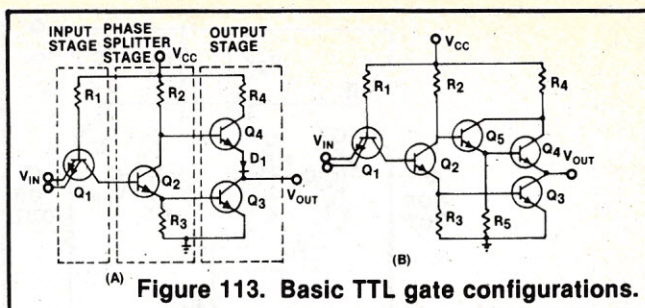 INPUT STAGE
PHASE SPLITTER STAGE
OUTPUT STAGE
VCC
R1
R2
R4
Q4
D1
VIN
Q1
Q2
Q3
VOUT
R3
(A)
VCC
R1
R2
R4
Q5
Q4
VOUT
VIN
Q1
Q2
Q3
R3
R5
(B)
Figure 113. Basic TTL gate configurations.